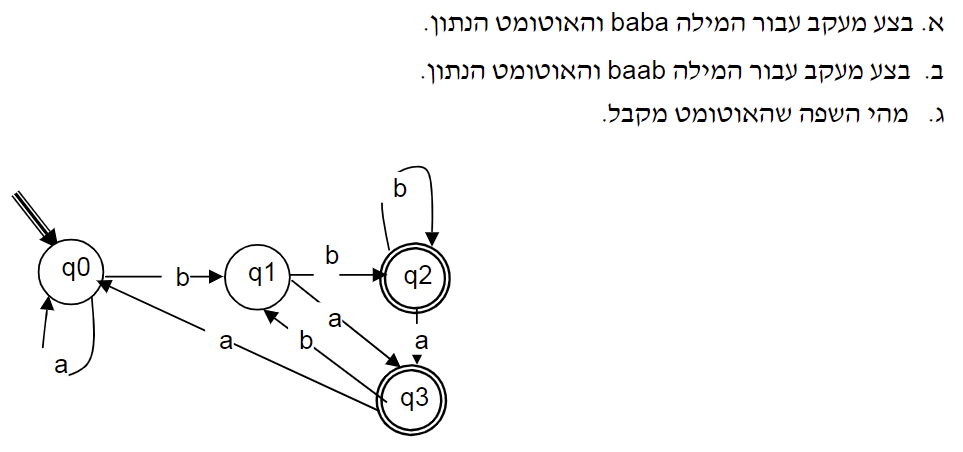 א. בצע מעקב עבור המילה baba והאוטומט הנתון.
ב. בצע מעקב עבור המילה baab והאוטומט הנתון.
ג. מהי השפה שהאוטומט מקבל.
b
q0 b q1 b q2
a
a b a
a
q3